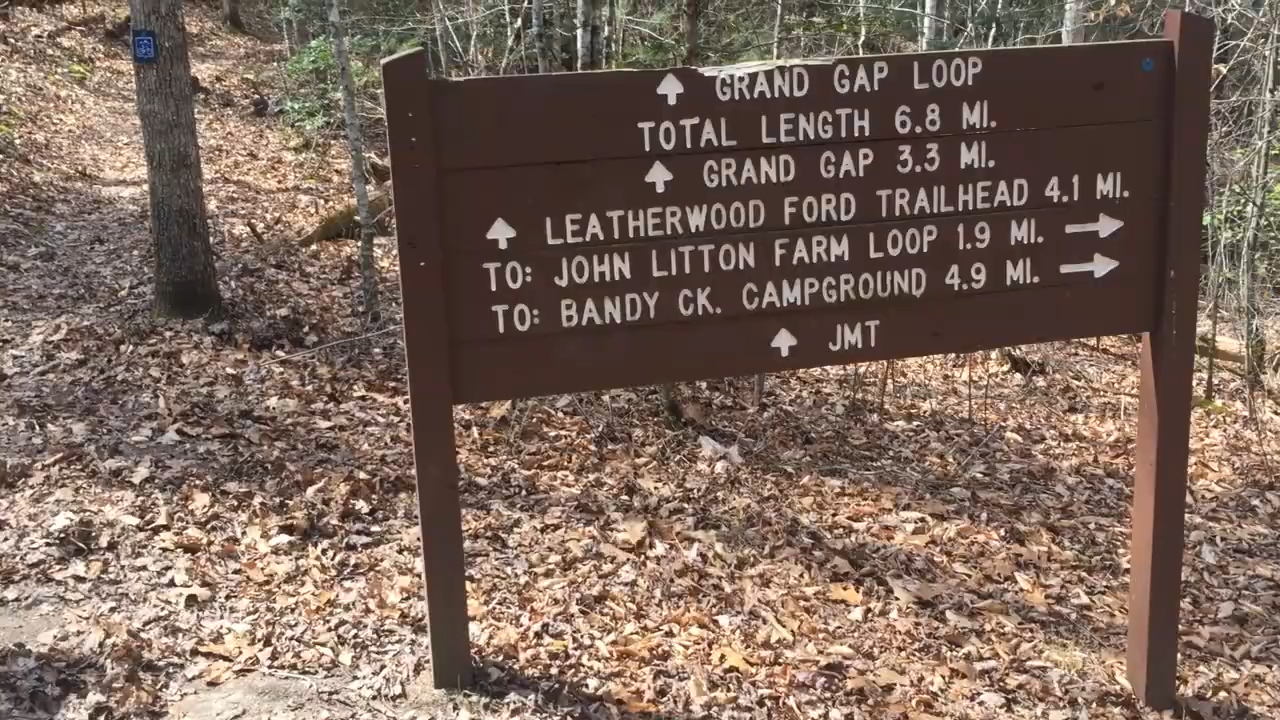 GRAND GAP LOOP
TOTAL LENGTH 6.8 MI.
GRAND GAP 3.3 MI.
LEATHERWOOD FORD TRAILHEAD 4.1 MI.
TO: JOHN LITTON FARM LOOP 1.9 MI.
TO: BANDY CK. CAMPGROUND 4.9 MI.
JMT